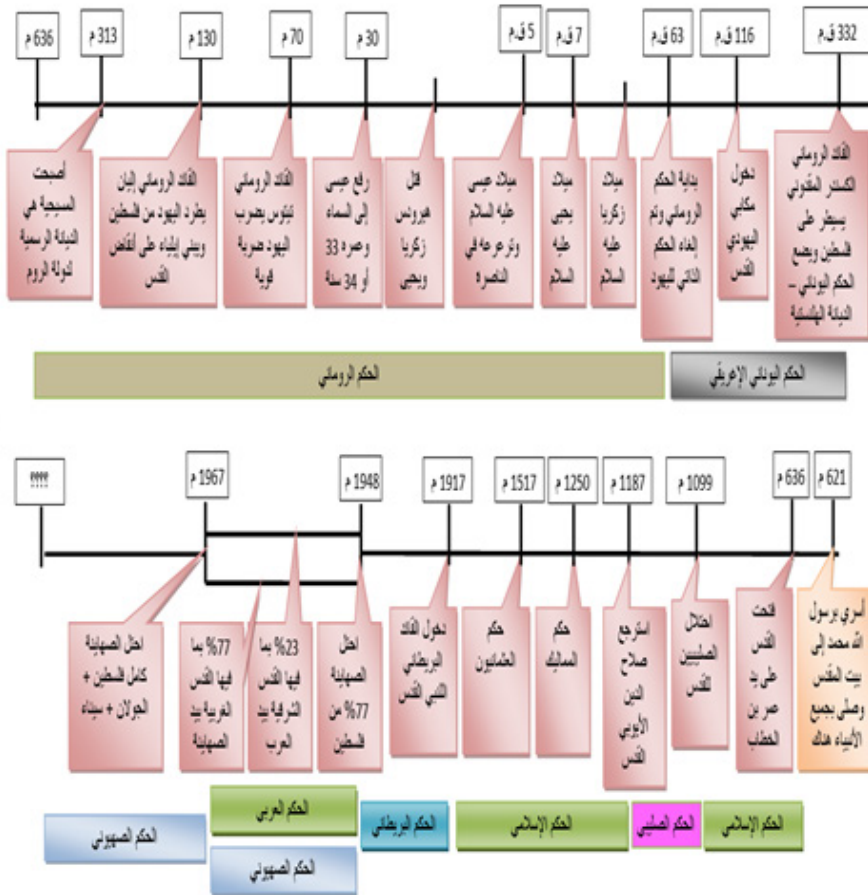 332 ق.م
116 ق.م
63 ق.م
7 ق.م
5 ق.م
30 م
70 م
130 م
313 م
636 م
القائد الروماني
الكسندر المقدوني
يسيطر على
فلسطين ويضع
الحكم اليوناني –
الديانة الهلنستية
دخول
مكابي
اليهودي
القدس
بداية الحكم
الروماني وتم
إلغاء الحكم
الذاتي لليهود
ميلاد
زكريا
عليه
السلام
ميلاد
يحيى
عليه
السلام
ميلاد عيسى
عليه السلام
وترعرعه في
الناصره
قتل
هيرودس
زكريا
ويحيى
رفع عيسى
إلى السماء
وعمره 33
أو 34 سنة
القائد الروماني
تيتوس يضرب
اليهود ضربة
قوية
القائد الروماني إليان
يطرد اليهود من فلسطين
ويبني إيلياء على أنقاض
القدس
أصبحت
المسيحية هي
الديانة الرسمية
لدولة الروم
الحكم اليوناني الإغريقي
الحكم الروماني
621 م
636 م
1099 م
1187 م
1250 م
1517 م
1917 م
1948 م
1967 م
؟؟؟؟
أسري برسول
الله محمد إلى
بيت المقدس
وصلى بجميع
الأنبياء هناك
فتحت
القدس
على يد
عمر بن
الخطاب
احتلال
الصليبيين
القدس
استرجع
صلاح
الدين
الأيوبي
القدس
حكم
المماليك
حكم
العثمانيون
دخول القائد
البريطاني
اللنبي القدس
احتل
الصهاينة
77% من
فلسطين
23% بما
فيها القدس
الشرقية بيد
العرب
77% بما
فيها القدس
الغربية بيد
الصهاينة
احتل الصهاينة
كامل فلسطين +
الجولان + سيناء
الحكم الإسلامي
الحكم الصليبي
الحكم الإسلامي
الحكم البريطاني
الحكم العربي
الحكم الصهيوني
الحكم الصهيوني